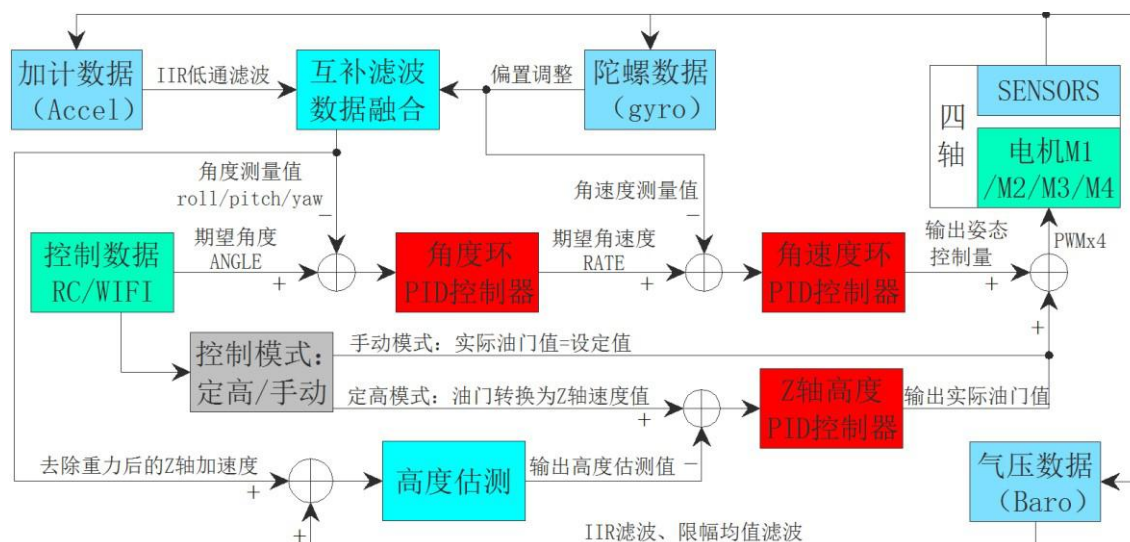 加计数据
（Accel）
IIR低通滤波
互补滤波
数据融合
偏置调整
陀螺数据
（gyro）
四轴
SENSORS
电机M1
/M2/M3/M4
角度测量值
roll/pitch/yaw
−
角速度测量值
−
控制数据
RC/WIFI
期望角度
ANGLE
+
角度环
PID控制器
期望角速度
RATE
+
角速度环
PID控制器
输出姿态
控制量
+
PWMx4
+
控制模式：
定高/手动
手动模式：实际油门值=设定值
定高模式：油门转换为Z轴速度值
+
Z轴高度
PID控制器
输出实际油门值
去除重力后的Z轴加速度
+
高度估测
输出高度估测值
−
气压数据
（Baro）
+
IIR滤波、限幅均值滤波